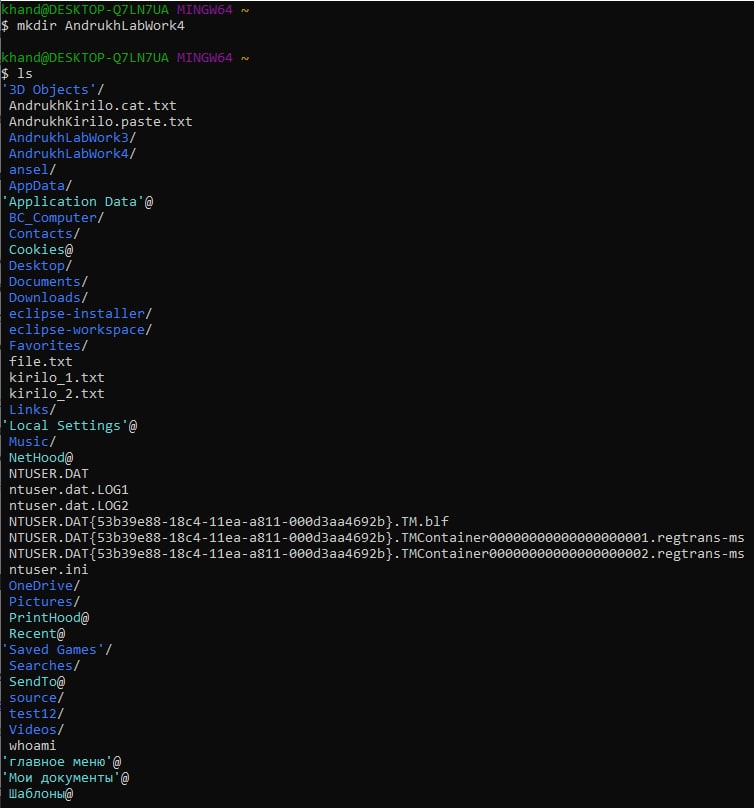 khand@DESKTOP-Q7LN7UA MINGW64 ~
$ mkdir AndrukhLabWork4
khand@DESKTOP-Q7LN7UA MINGW64 ~
$ ls
'3D Objects'/
AndrukhKirilo.cat.txt
AndrukhKirilo.paste.txt
AndrukhLabWork3/
AndrukhLabWork4/
ansel/
AppData/
'Application Data'@
BC_Computer/
Contacts/
Cookies@
Desktop/
Documents/
Downloads/
eclipse-installer/
eclipse-workspace/
Favorites/
file.txt
kirilo_1.txt
kirilo_2.txt
Links/
'Local Settings'@
Music/
NetHood@
NTUSER.DAT
ntuser.dat.LOG1
ntuser.dat.LOG2
NTUSER.DAT{53b39e88-18c4-11ea-a811-000d3aa4692b}.TM.blf
NTUSER.DAT{53b39e88-18c4-11ea-a811-000d3aa4692b}.TMContainer00000000000000000001.regtrans-ms
NTUSER.DAT{53b39e88-18c4-11ea-a811-000d3aa4692b}.TMContainer00000000000000000002.regtrans-ms
ntuser.ini
OneDrive/
Pictures/
PrintHood@
Recent@
'Saved Games'/
Searches/
SendTo@
source/
test12/
Videos/
whoami
'главное меню'@
'Мои документы'@
Шаблоны@